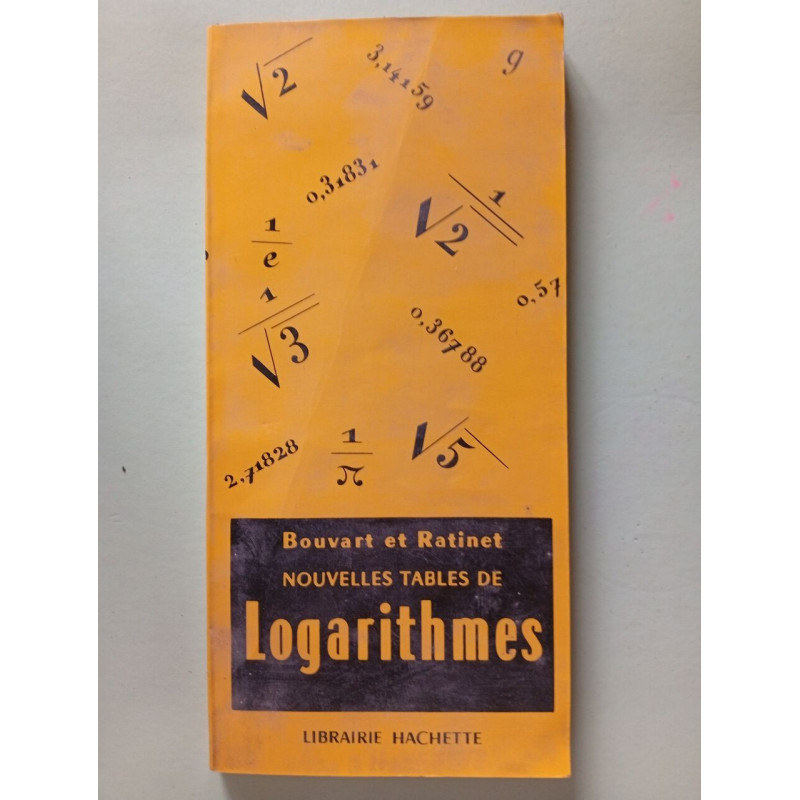 √2
3,14159
g
0,31831
1/√2
1/e
1/√3
0,57
0,36788
2,71828
1/π
√5
Bouvart et Ratinet
NOUVELLES TABLES DE
Logarithmes
LIBRAIRIE HACHETTE